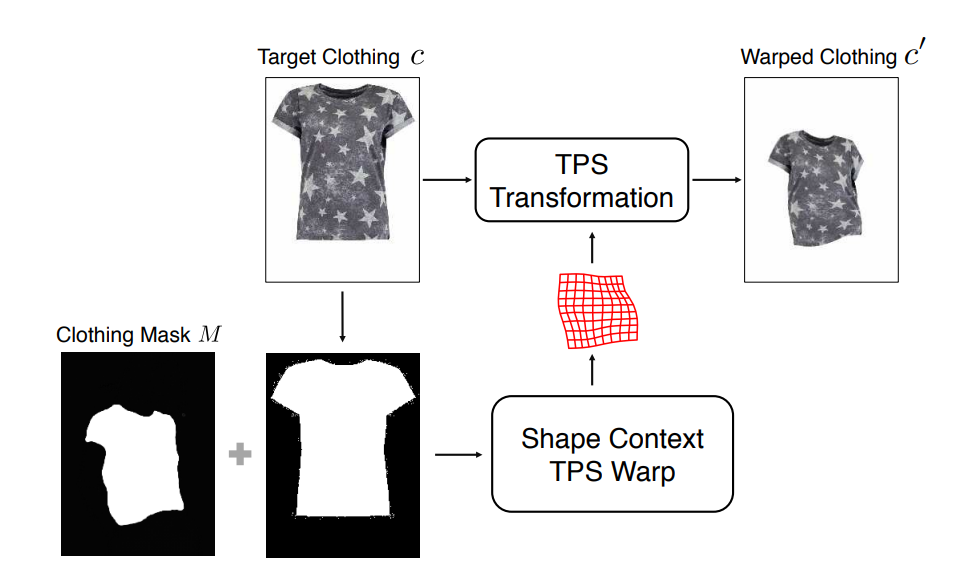 Target Clothing c
Warped Clothing c′
TPS
Transformation
Clothing Mask M
Shape Context
TPS Warp